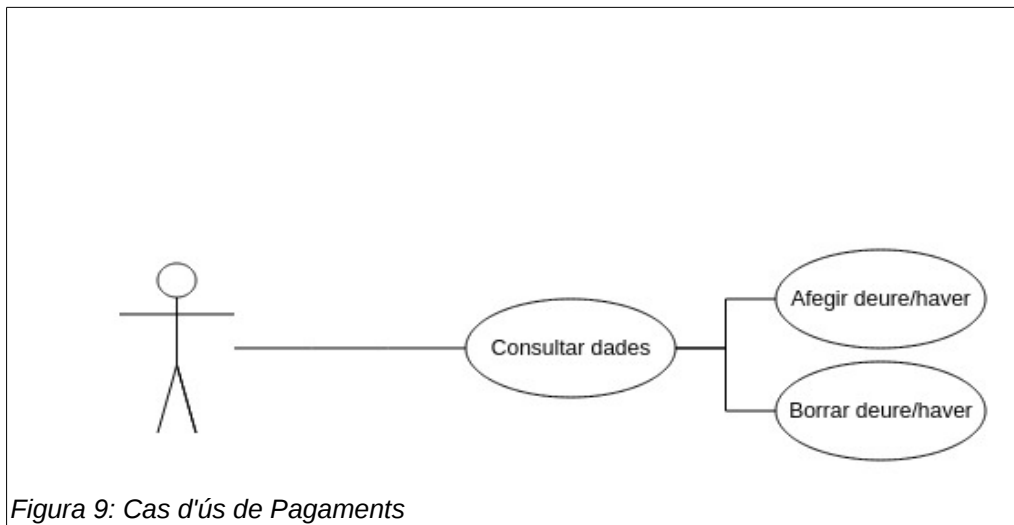 Afegir deure/haver
Consultar dades
Borrar deure/haver
Figura 9: Cas d'ús de Pagaments